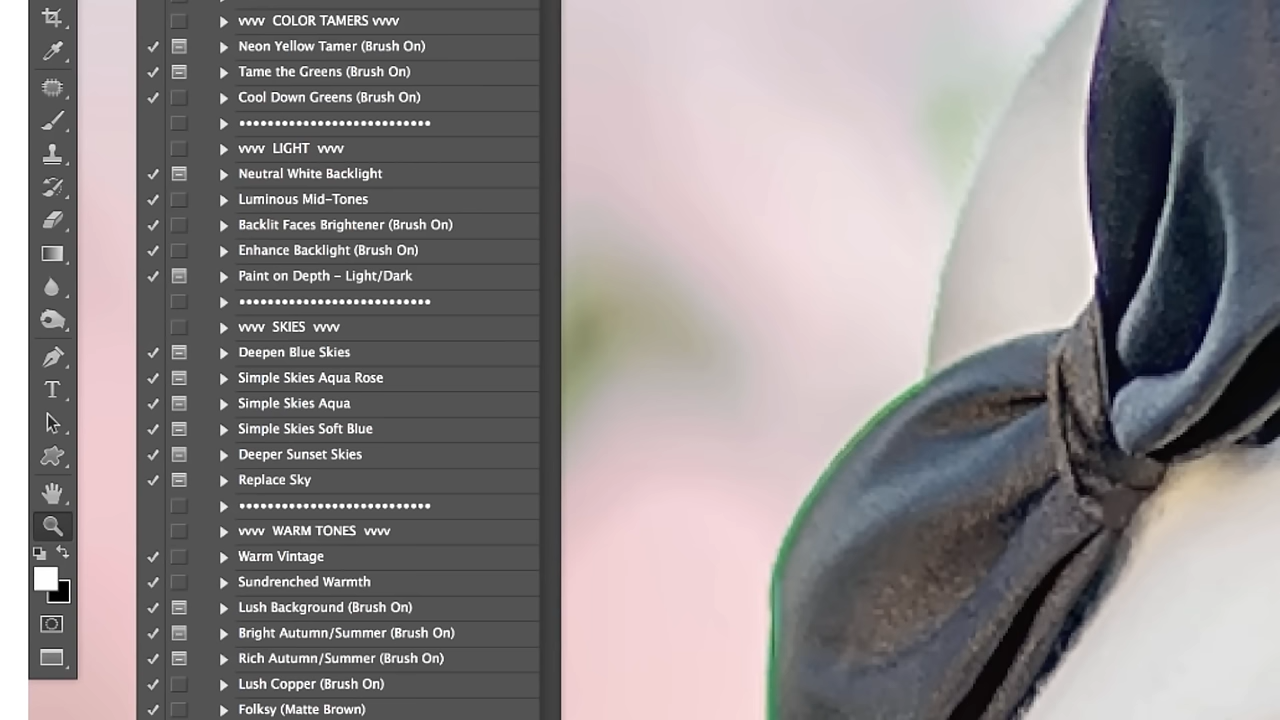 vvvv COLOR TAMERS vvvv
Neon Yellow Tamer (Brush On)
Tame the Greens (Brush On)
Cool Down Greens (Brush On)
•••••••••••••••••••••••••••
vvvv LIGHT vvvv
Neutral White Backlight
Luminous Mid-Tones
Backlit Faces Brightener (Brush On)
Enhance Backlight (Brush On)
Paint on Depth - Light/Dark
•••••••••••••••••••••••••••
vvvv SKIES vvvv
Deepen Blue Skies
Simple Skies Aqua Rose
Simple Skies Aqua
Simple Skies Soft Blue
Deeper Sunset Skies
Replace Sky
•••••••••••••••••••••••••••
vvvv WARM TONES vvvv
Warm Vintage
Sundrenched Warmth
Lush Background (Brush On)
Bright Autumn/Summer (Brush On)
Rich Autumn/Summer (Brush On)
Lush Copper (Brush On)
Folksy (Matte Brown)